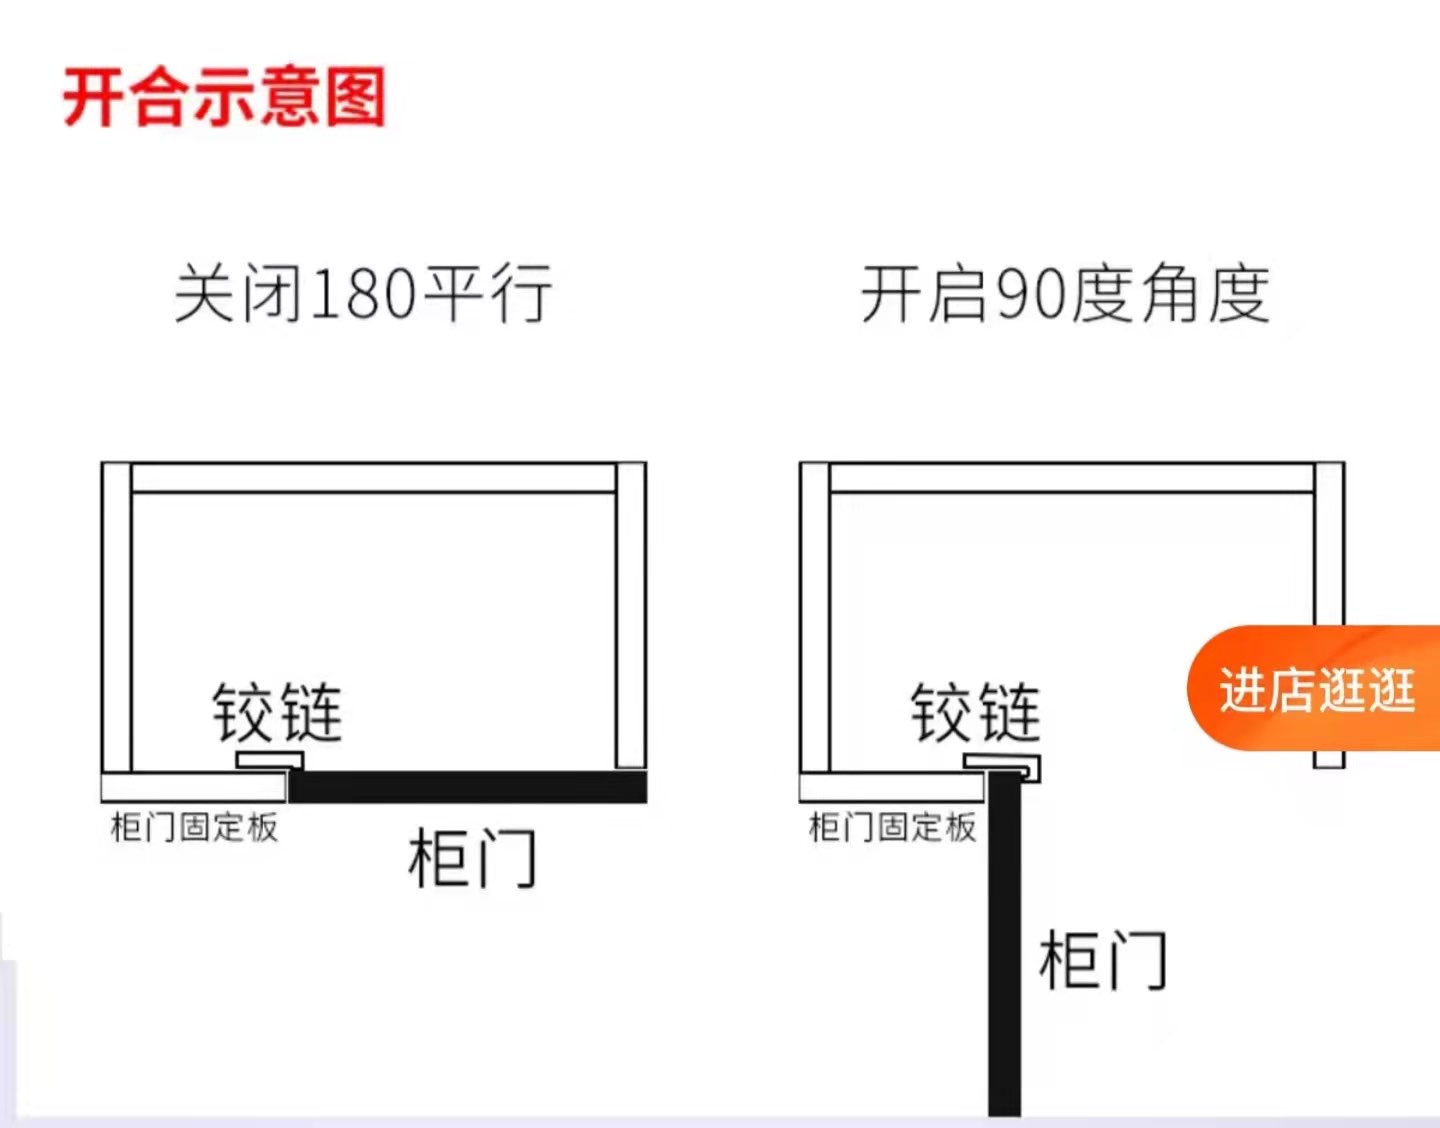 开合示意图
关闭180平行
开启90度角度
铰链
柜门固定板
柜门
铰链
进店逛逛
柜门固定板
柜门